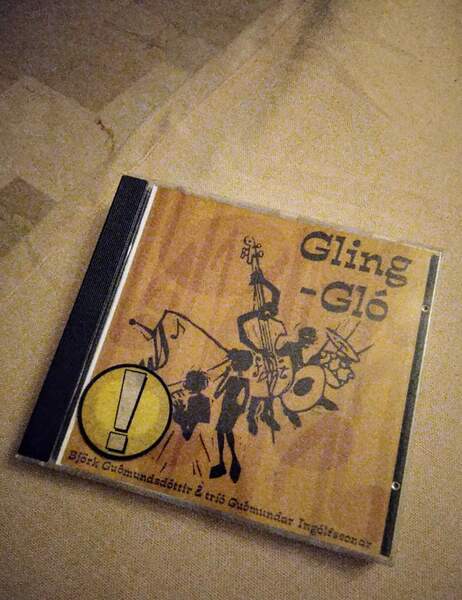 Gling
-Gló
!
Björk Guðmundsdóttir & tríó Guðmundar Ingólfssonar